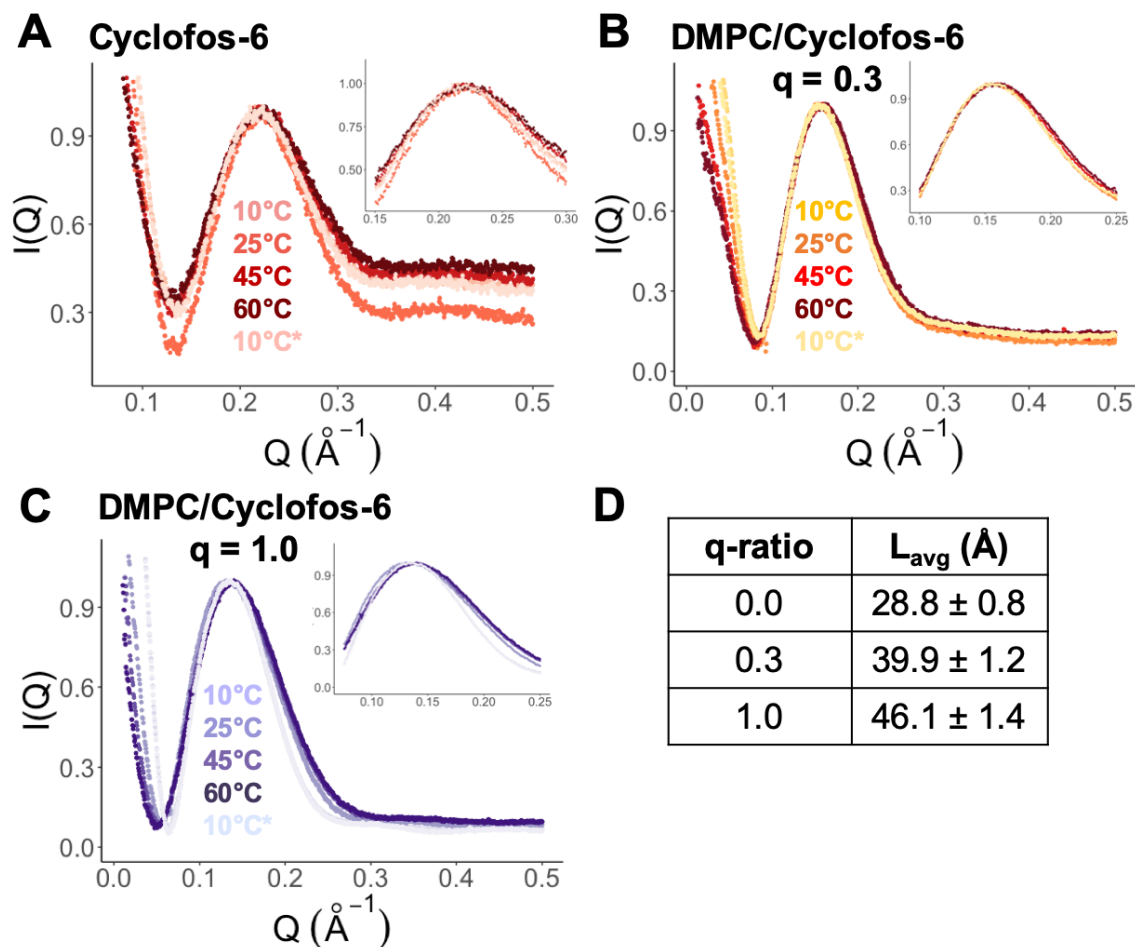 A Cyclofos-6
I(Q)
0.9
0.6
0.3
0.1 0.2 0.3 0.4 0.5
Q (Å⁻¹)
10°C
25°C
45°C
60°C
10°C*
1.00
0.75
0.50
0.15 0.20 0.25 0.30
B DMPC/Cyclofos-6
q = 0.3
I(Q)
0.9
0.6
0.3
0.0
0.0 0.1 0.2 0.3 0.4 0.5
Q (Å⁻¹)
10°C
25°C
45°C
60°C
10°C*
0.9
0.6
0.3
0.10 0.15 0.20 0.25
C DMPC/Cyclofos-6
q = 1.0
I(Q)
0.9
0.6
0.3
0.0
0.0 0.1 0.2 0.3 0.4 0.5
Q (Å⁻¹)
10°C
25°C
45°C
60°C
10°C*
0.9
0.6
0.3
0.0
0.10 0.15 0.20 0.25
D
q-ratio Lavg (Å)
0.0 28.8 ± 0.8
0.3 39.9 ± 1.2
1.0 46.1 ± 1.4